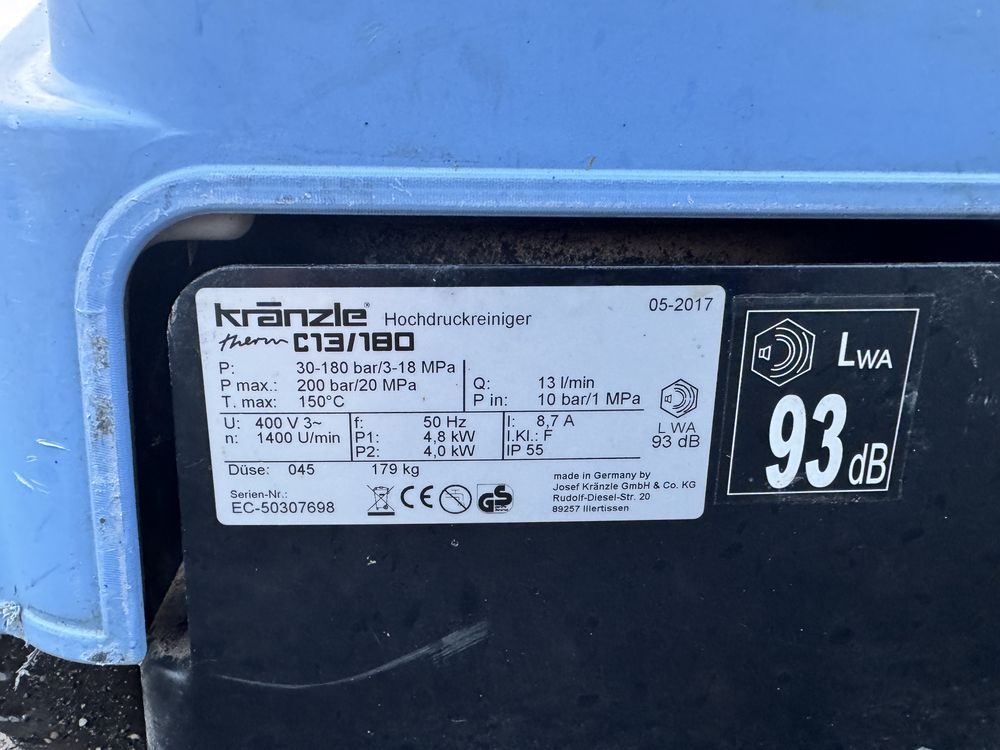 kränzle® Hochdruckreiniger 05-2017
therm C13/180
P: 30-180 bar/3-18 MPa
P max.: 200 bar/20 MPa
T. max.: 150°C
Q: 13 l/min
P in: 10 bar/1 MPa
U: 400 V 3~
n: 1400 U/min
f: 50 Hz
P1: 4,8 kW
P2: 4,0 kW
I: 8,7 A
I.Kl.: F
IP 55
L WA
93 dB
Düse: 045 179 kg
Serien-Nr.:
EC-50307698
CE
GS
made in Germany by
Josef Kränzle GmbH & Co. KG
Rudolf-Diesel-Str. 20
89257 Illertissen
LWA
93 dB